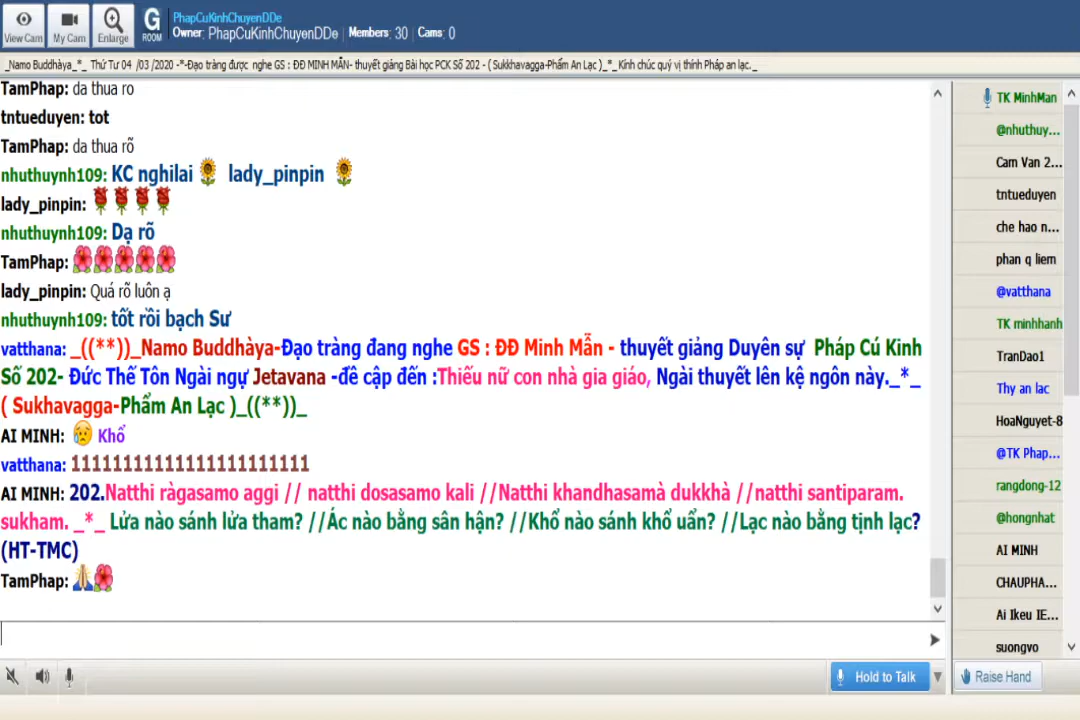 PhapCuKinhChuyenDDe
Owner: PhapCuKinhChuyenDDe Members: 30 Cams: 0
View Cam My Cam Enlarge G ROOM
_Namo Buddhàya_*_ Thứ Tư 04 /03 /2020 -*-Đạo tràng được nghe GS : ĐĐ MINH MẪN- thuyết giảng Bài học PCK Số 202 - ( Sukkhavagga-Phẩm An Lạc )_*_Kính chúc quý vị thính Pháp an lạc._
TamPhap: da thua ro
tntueduyen: tot
TamPhap: da thua rõ
nhuthuynh109: KC nghilai 🌻 lady_pinpin 🌻
lady_pinpin: 🌹🌹🌹🌹
nhuthuynh109: Dạ rõ
TamPhap: 🌺🌺🌺🌺🌺
lady_pinpin: Quá rõ luôn ạ
nhuthuynh109: tốt rồi bạch Sư
vatthana: _((**))_Namo Buddhàya-Đạo tràng đang nghe GS : ĐĐ Minh Mẫn - thuyết giảng Duyên sự Pháp Cú Kinh
Số 202- Đức Thế Tôn Ngài ngự Jetavana -đề cập đến :Thiếu nữ con nhà gia giáo, Ngài thuyết lên kệ ngôn này._*_
( Sukhavagga-Phẩm An Lạc )_((**))_
AI MINH: 😥 Khổ
vatthana: 11111111111111111111111
AI MINH: 202.Natthi ràgasamo aggi // natthi dosasamo kali //Natthi khandhasamà dukkhà //natthi santiparam.
sukham. _*_ Lửa nào sánh lửa tham? //Ác nào bằng sân hận? //Khổ nào sánh khổ uẩn? //Lạc nào bằng tịnh lạc?
(HT-TMC)
TamPhap: 🙏🌺
TK MinhMan
@nhuthuy...
Cam Van 2...
tntueduyen
che hao n...
phan q liem
@vatthana
TK minhhanh
TranDao1
Thy an lac
HoaNguyet-8
@TK Phap...
rangdong-12
@hongnhat
AI MINH
CHAUPHA...
Ai Ikeu IE...
suongvo
Hold to Talk
Raise Hand